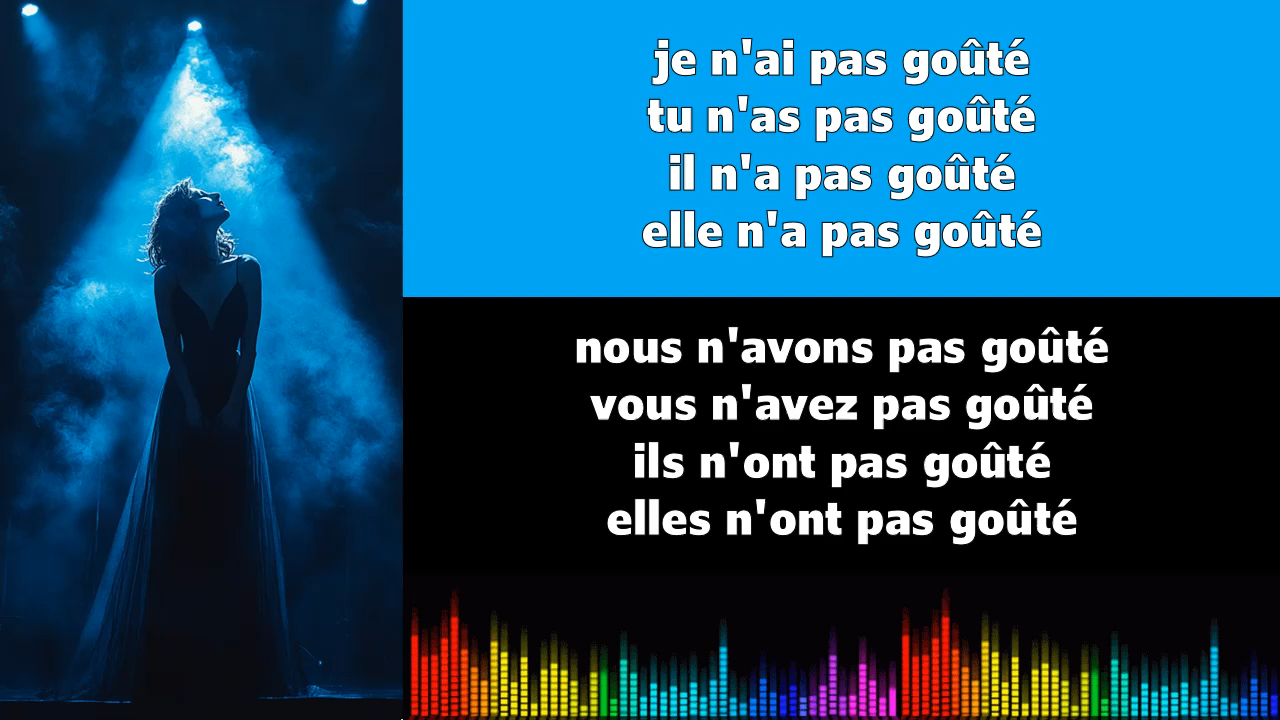 je n'ai pas goûté
tu n'as pas goûté
il n'a pas goûté
elle n'a pas goûté
nous n'avons pas goûté
vous n'avez pas goûté
ils n'ont pas goûté
elles n'ont pas goûté